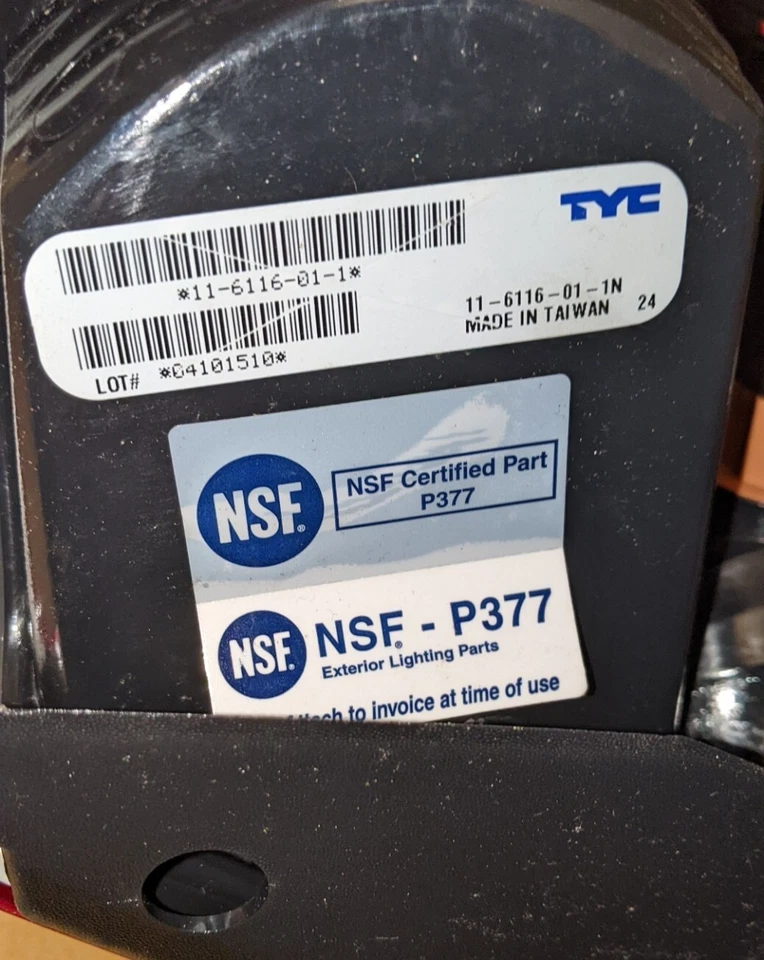 TYC
*11-6116-01-1*
11-6116-01-1N
MADE IN TAIWAN 24
LOT# *04101510*
NSF®
NSF Certified Part
P377
NSF®
NSF® - P377
Exterior Lighting Parts
to invoice at time of use